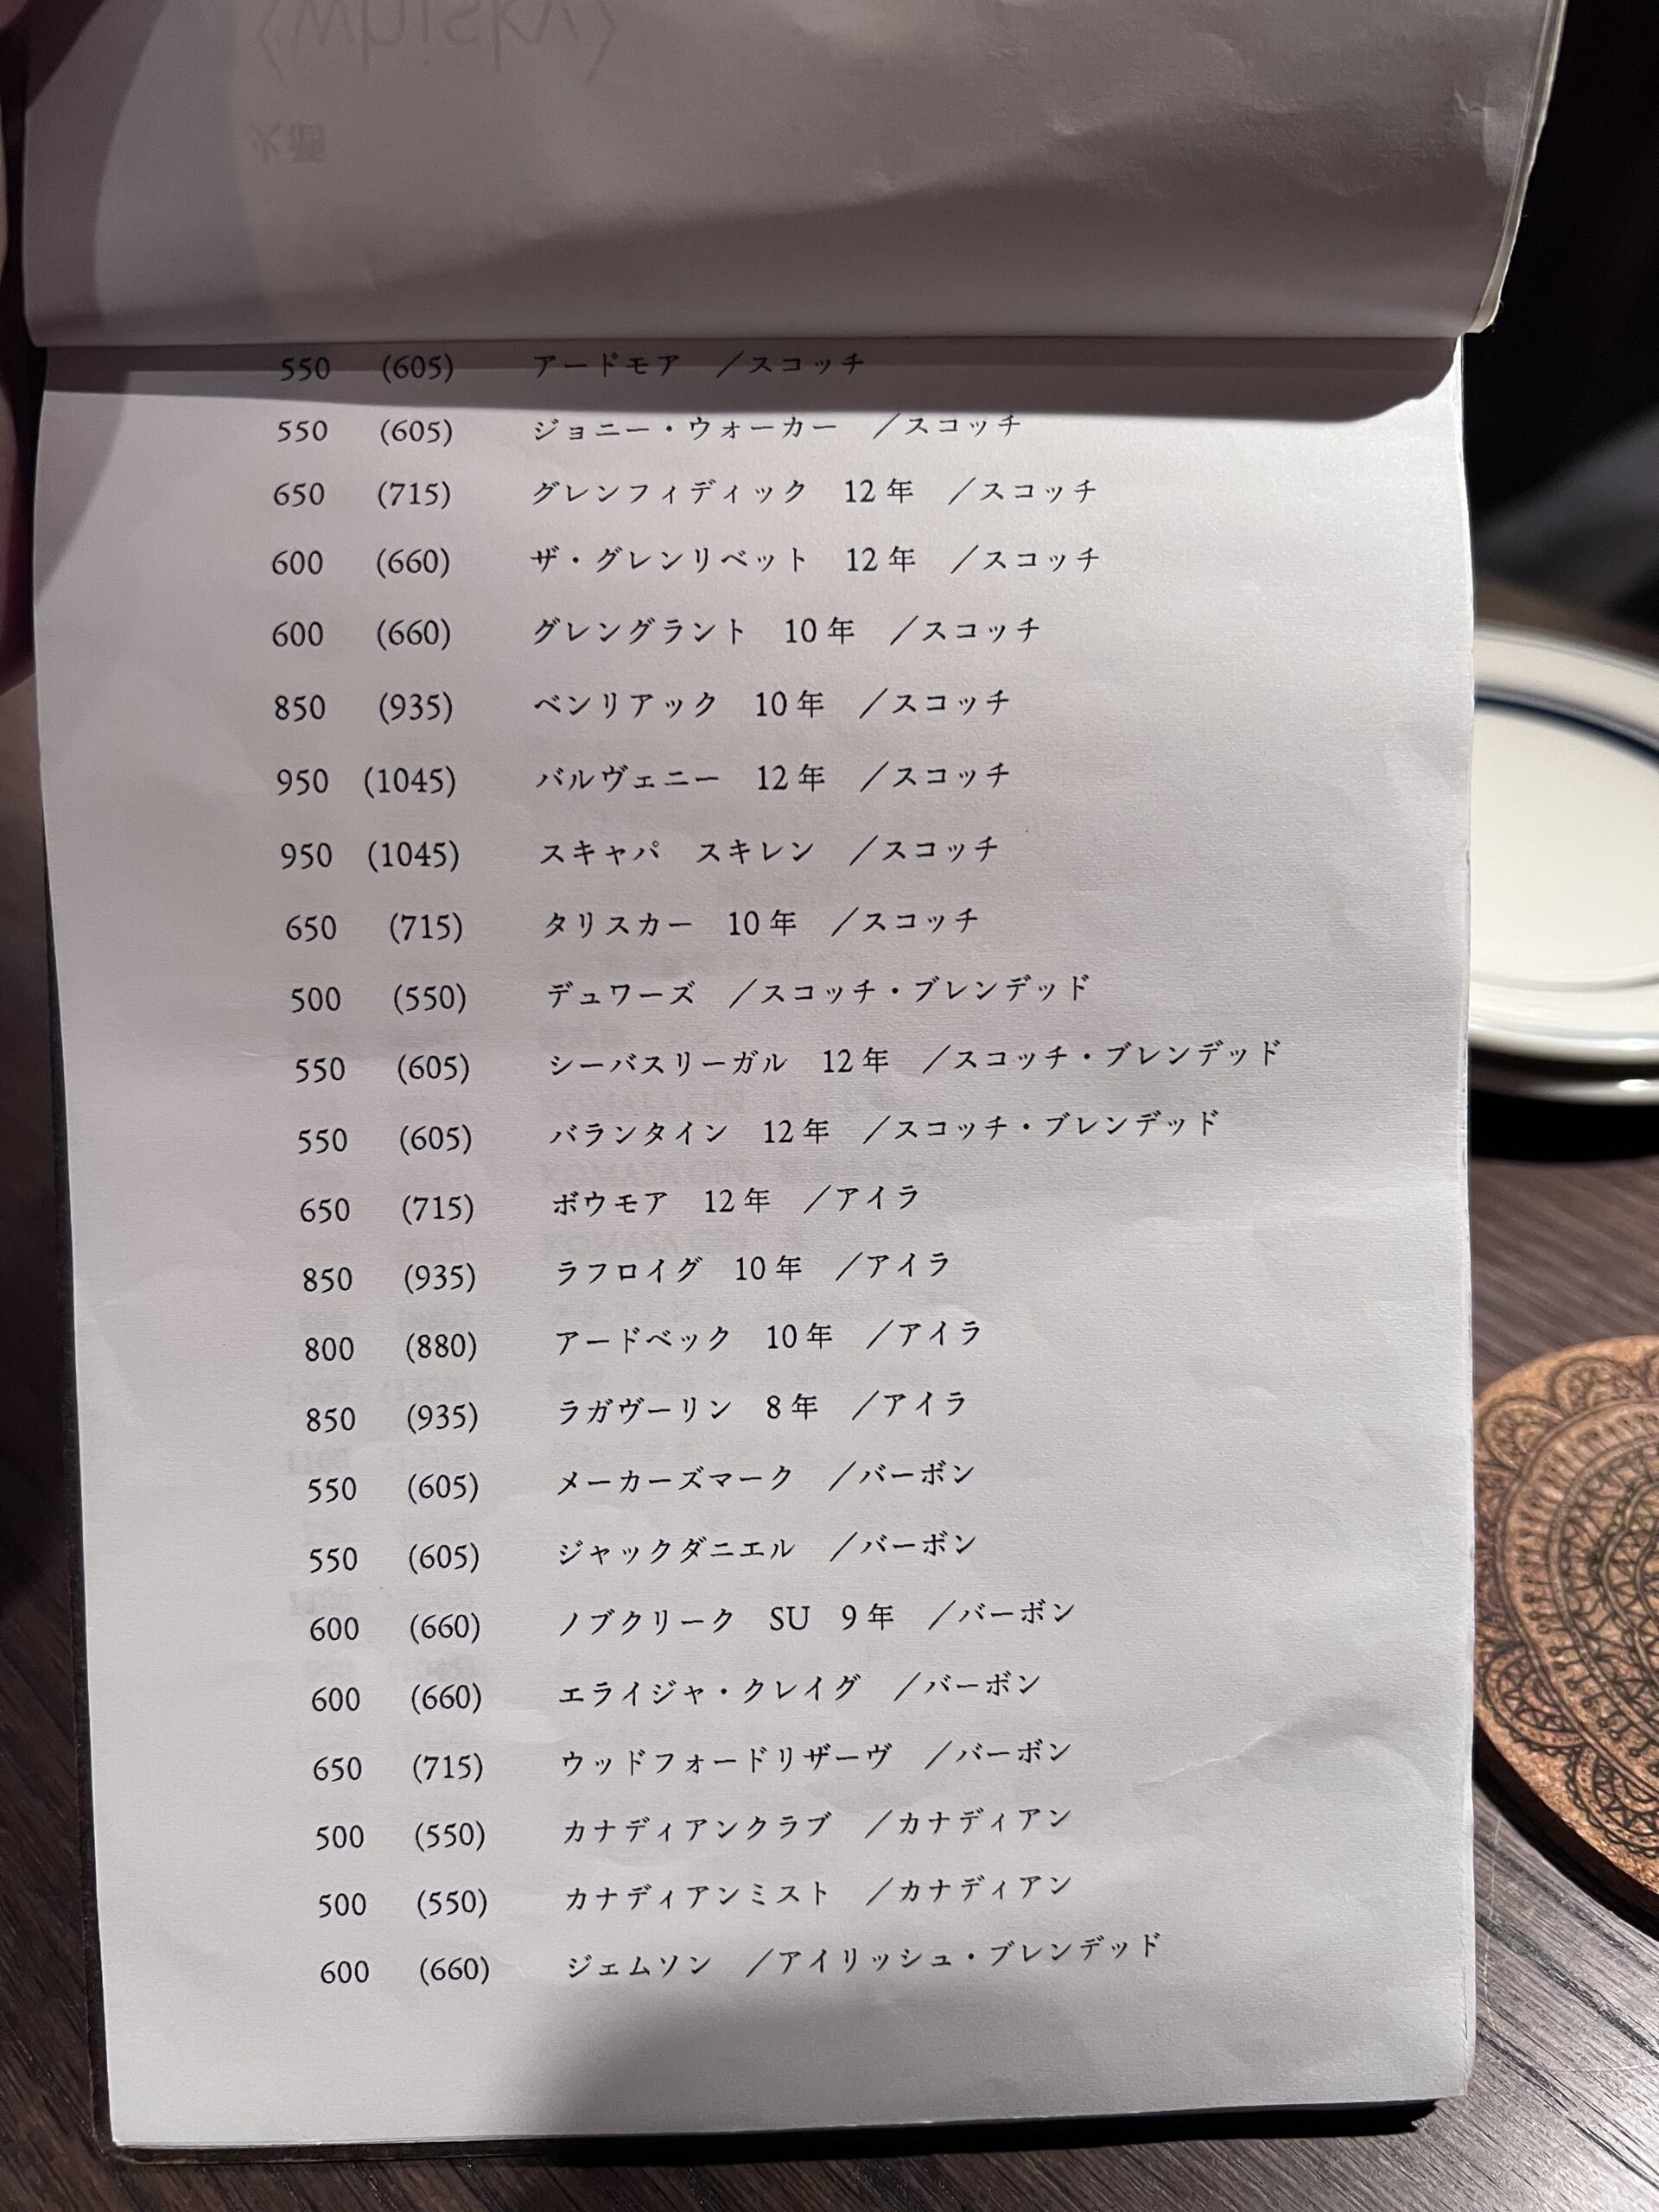 〈Whisky〉
550 (605) アードモア ／スコッチ
550 (605) ジョニー・ウォーカー ／スコッチ
650 (715) グレンフィディック 12年 ／スコッチ
600 (660) ザ・グレンリベット 12年 ／スコッチ
600 (660) グレングラント 10年 ／スコッチ
850 (935) ベンリアック 10年 ／スコッチ
950 (1045) バルヴェニー 12年 ／スコッチ
950 (1045) スキャパ スキレン ／スコッチ
650 (715) タリスカー 10年 ／スコッチ
500 (550) デュワーズ ／スコッチ・ブレンデッド
550 (605) シーバスリーガル 12年 ／スコッチ・ブレンデッド
550 (605) バランタイン 12年 ／スコッチ・ブレンデッド
650 (715) ボウモア 12年 ／アイラ
850 (935) ラフロイグ 10年 ／アイラ
800 (880) アードベック 10年 ／アイラ
850 (935) ラガヴーリン 8年 ／アイラ
550 (605) メーカーズマーク ／バーボン
550 (605) ジャックダニエル ／バーボン
600 (660) ノブクリーク SU 9年 ／バーボン
600 (660) エライジャ・クレイグ ／バーボン
650 (715) ウッドフォードリザーヴ ／バーボン
500 (550) カナディアンクラブ ／カナディアン
500 (550) カナディアンミスト ／カナディアン
600 (660) ジェムソン ／アイリッシュ・ブレンデッド